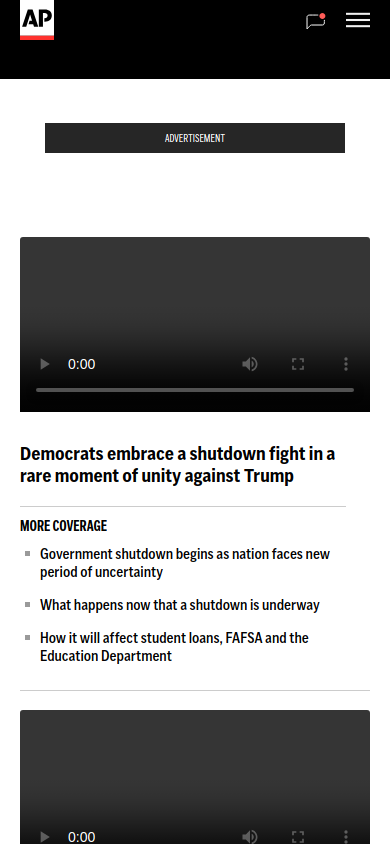 AP
ADVERTISEMENT
0:00
Democrats embrace a shutdown fight in a
rare moment of unity against Trump
MORE COVERAGE
Government shutdown begins as nation faces new
period of uncertainty
What happens now that a shutdown is underway
How it will affect student loans, FAFSA and the
Education Department
0:00